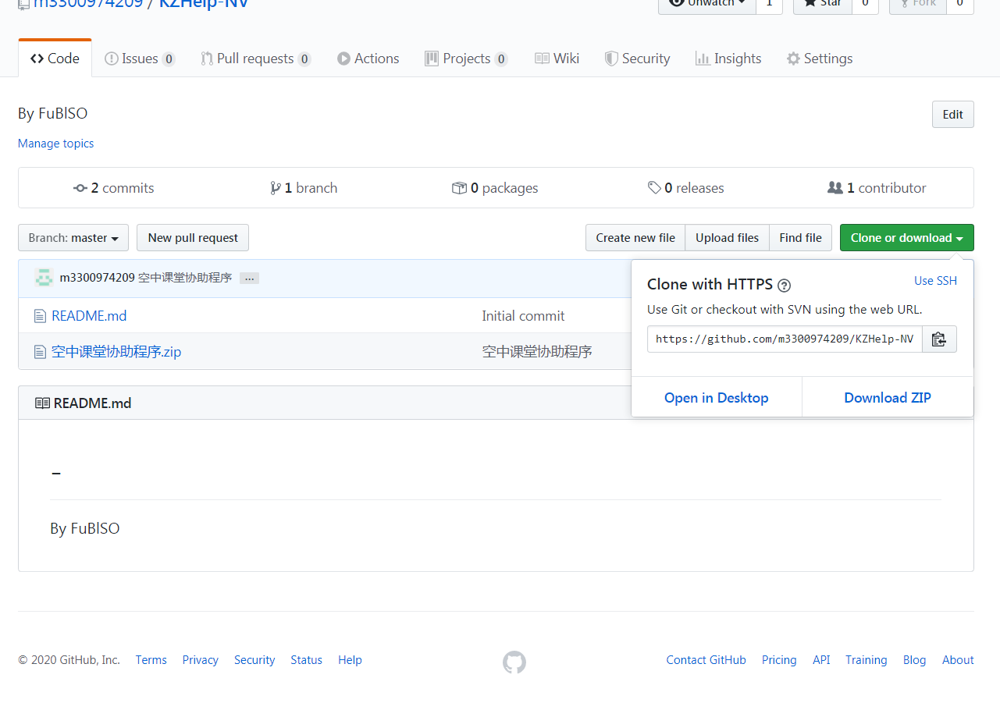 m3300974209 / KZHelp-NV Unwatch 1 Star 0 Fork 0
Code Issues 0 Pull requests 0 Actions Projects 0 Wiki Security Insights Settings
By FuBlSO Edit
Manage topics
2 commits 1 branch 0 packages 0 releases 1 contributor
Branch: master New pull request Create new file Upload files Find file Clone or download
m3300974209 空中课堂协助程序 ...
Clone with HTTPS ? Use SSH
Use Git or checkout with SVN using the web URL.
README.md Initial commit
https://github.com/m3300974209/KZHelp-NV
空中课堂协助程序.zip 空中课堂协助程序
Open in Desktop Download ZIP
README.md
–
By FuBlSO
© 2020 GitHub, Inc. Terms Privacy Security Status Help Contact GitHub Pricing API Training Blog About